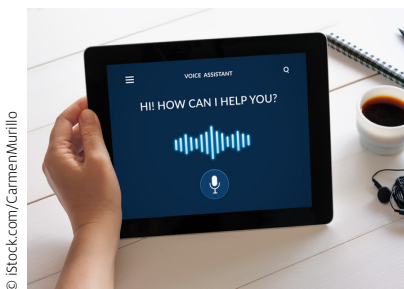 VOICE ASSISTANT
HI! HOW CAN I HELP YOU?
© iStock.com/CarmenMurillo